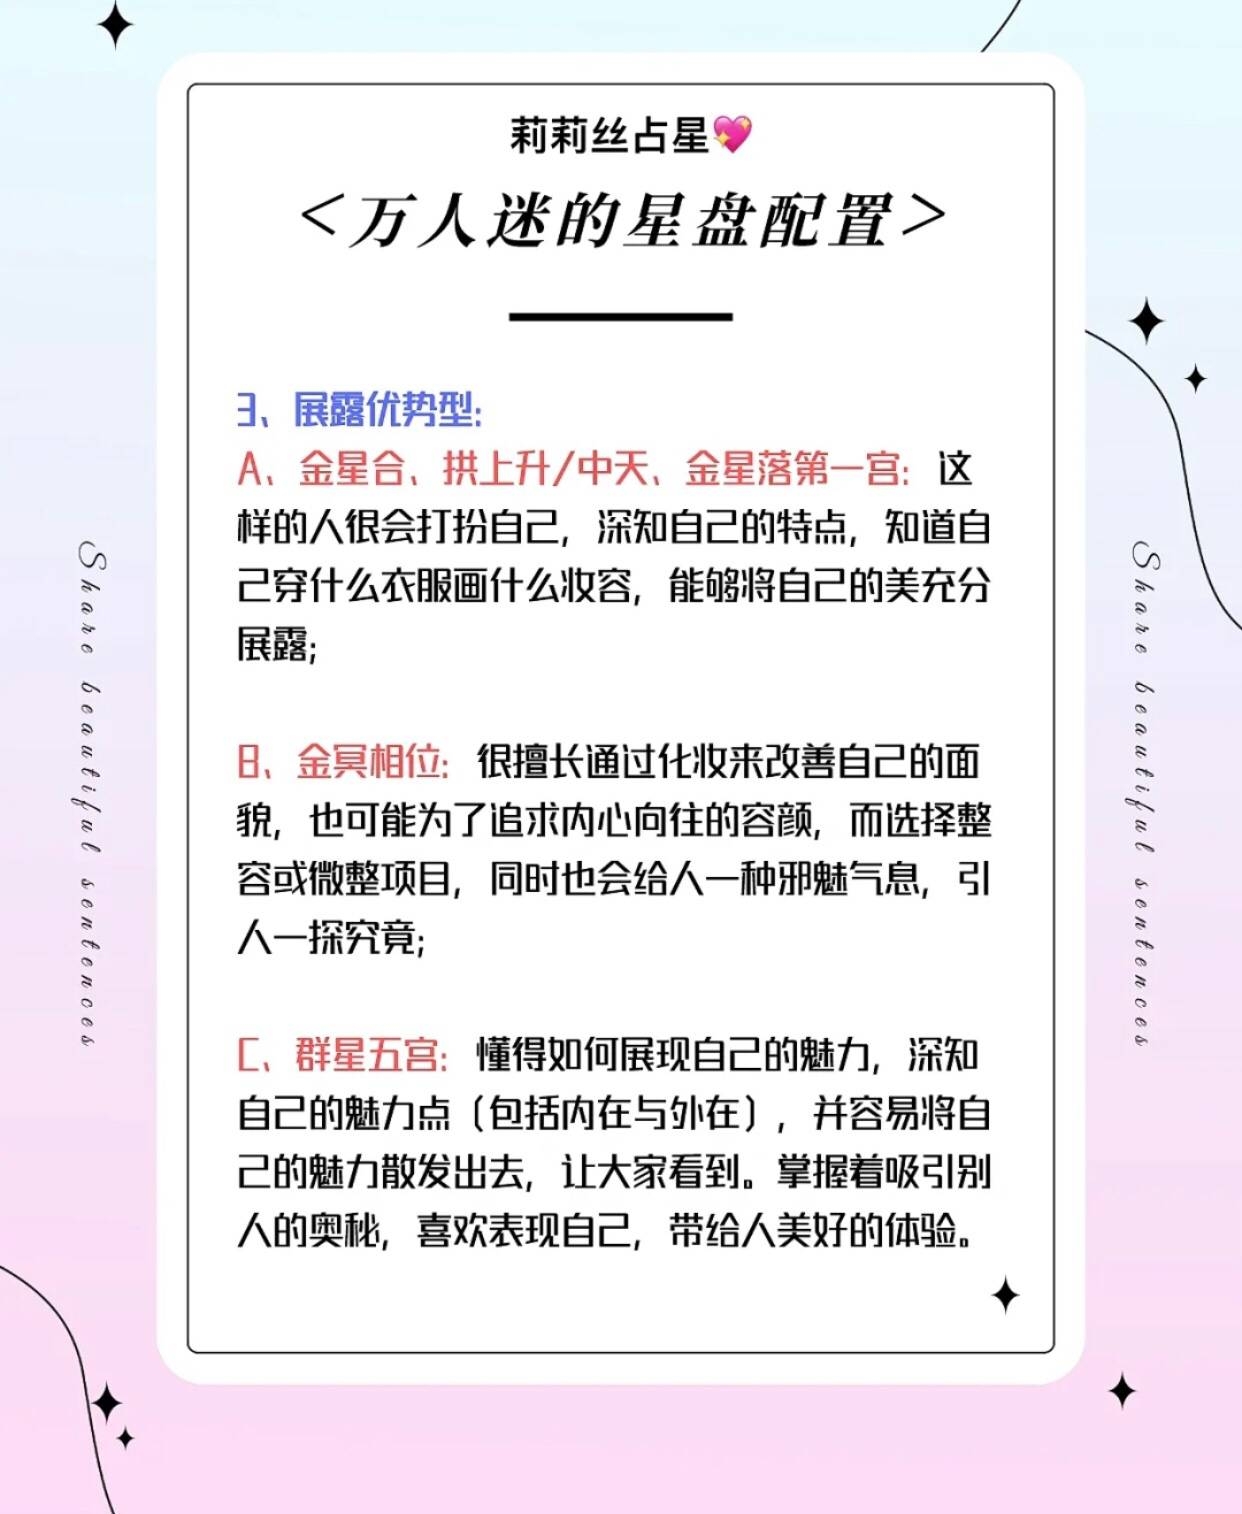 莉莉丝占星💖
<万人迷的星盘配置>
3、展露优势型:
A、金星合、拱上升/中天、金星落第一宫: 这
样的人很会打扮自己, 深知自己的特点, 知道自
己穿什么衣服画什么妆容, 能够将自己的美充分
展露;
B、金冥相位: 很擅长通过化妆来改善自己的面
貌, 也可能为了追求内心向往的容颜, 而选择整
容或微整项目, 同时也会给人一种邪魅气息, 引
人一探究竟;
C、群星五宫: 懂得如何展现自己的魅力, 深知
自己的魅力点 (包括内在与外在) , 并容易将自
己的魅力散发出去, 让大家看到。掌握着吸引别
人的奥秘, 喜欢表现自己, 带给人美好的体验。
Share beautiful sentences
Share beautiful sentences